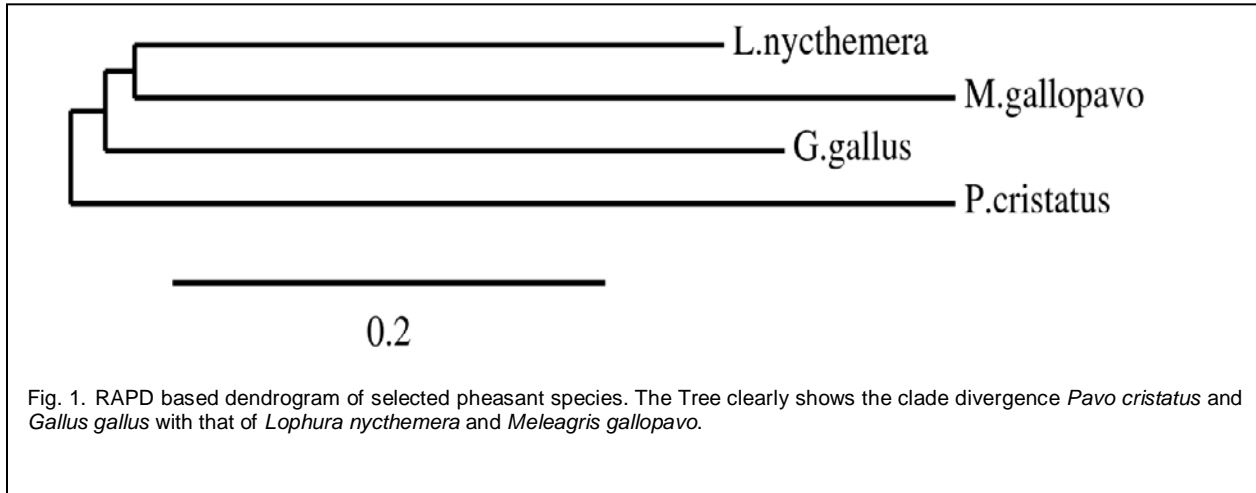 L.nycthemera
M.gallopavo
G.gallus
P.cristatus
0.2
Fig. 1. RAPD based dendrogram of selected pheasant species. The Tree clearly shows the clade divergence Pavo cristatus and
Gallus gallus with that of Lophura nycthemera and Meleagris gallopavo.